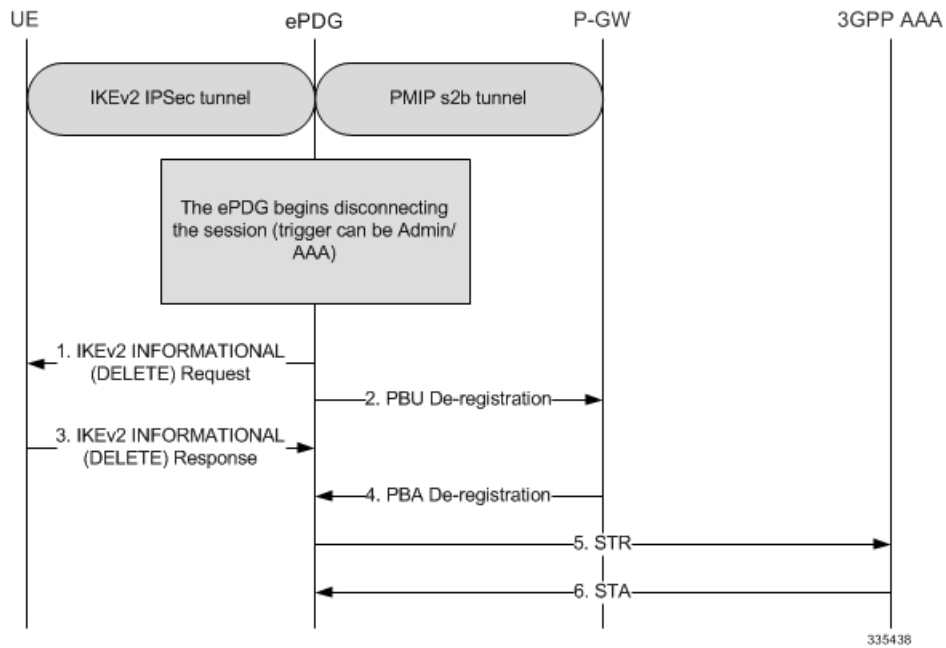 UE
ePDG
P-GW
3GPP AAA
IKEv2 IPSec tunnel
PMIP s2b tunnel
The ePDG begins disconnecting
the session (trigger can be Admin/
AAA)
1. IKEv2 INFORMATIONAL
(DELETE) Request
2. PBU De-registration
3. IKEv2 INFORMATIONAL
(DELETE) Response
4. PBA De-registration
5. STR
6. STA
335438